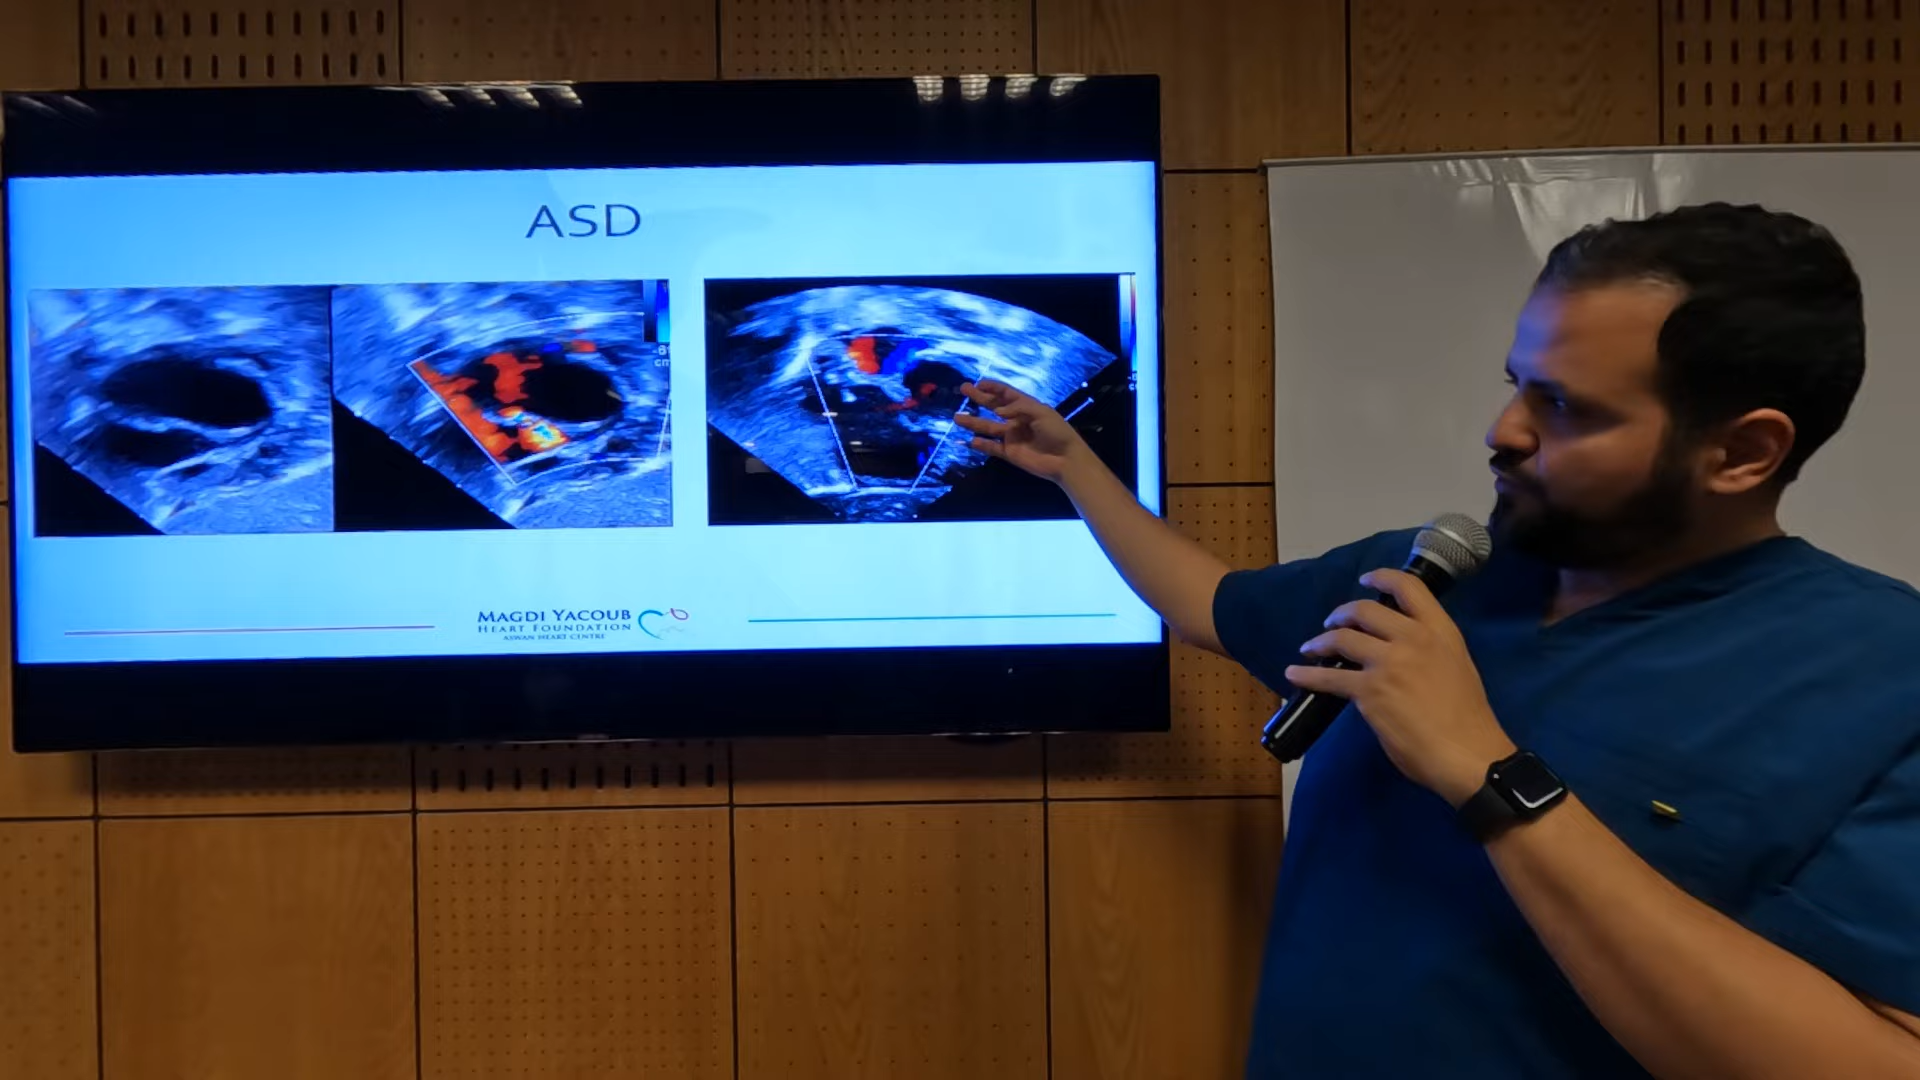 ASD
MAGDI YACOUB
HEART FOUNDATION
ASWAN HEART CENTRE